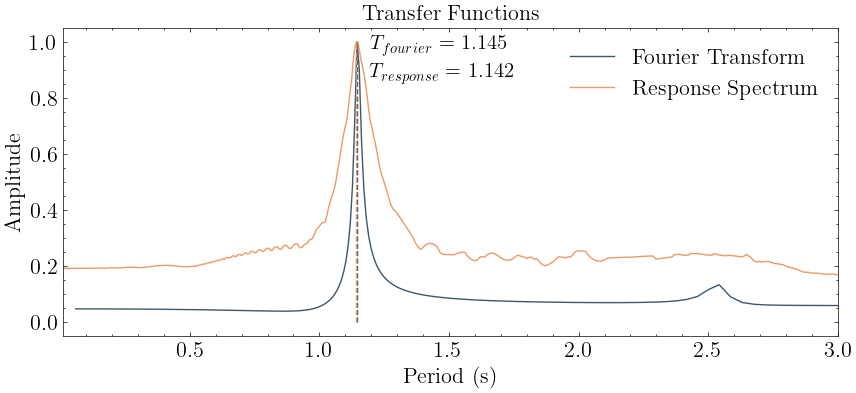 Transfer Functions
T_fourier = 1.145
T_response = 1.142
Fourier Transform
Response Spectrum
Amplitude
1.0
0.8
0.6
0.4
0.2
0.0
0.5 1.0 1.5 2.0 2.5 3.0
Period (s)